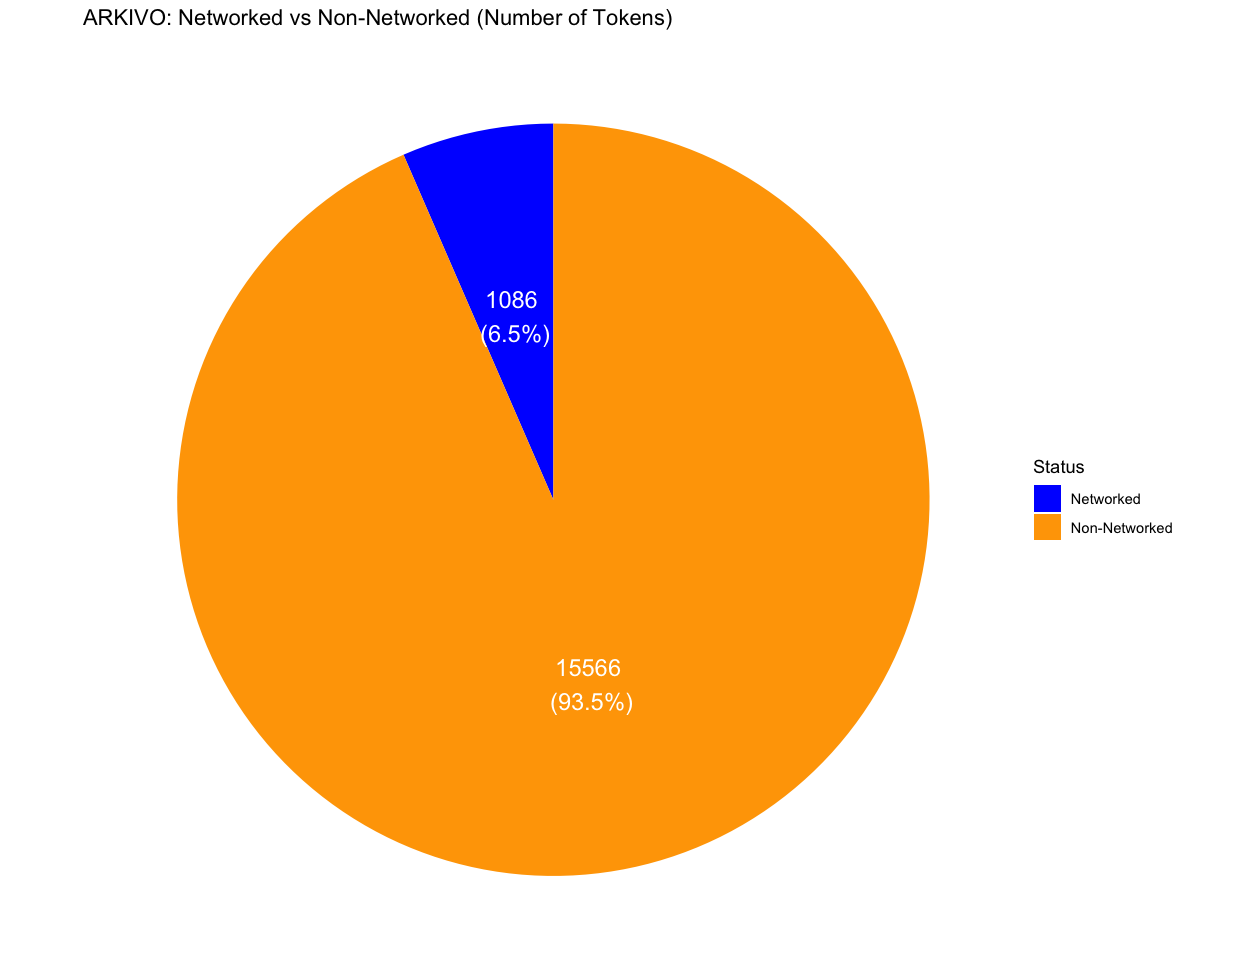 ARKIVO: Networked vs Non-Networked (Number of Tokens)
1086
(6.5%)
15566
(93.5%)
Status
Networked
Non-Networked